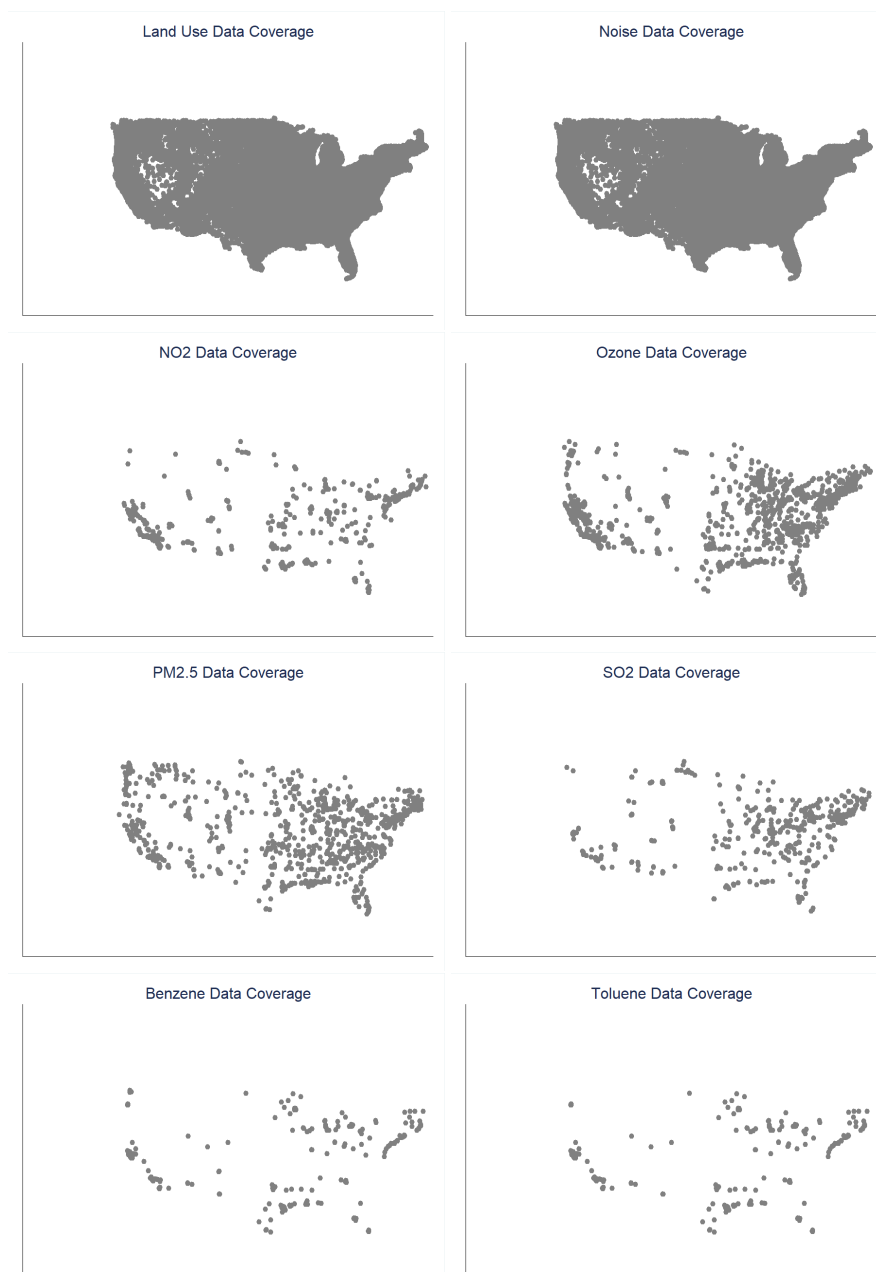 Land Use Data Coverage
Noise Data Coverage
NO2 Data Coverage
Ozone Data Coverage
PM2.5 Data Coverage
SO2 Data Coverage
Benzene Data Coverage
Toluene Data Coverage